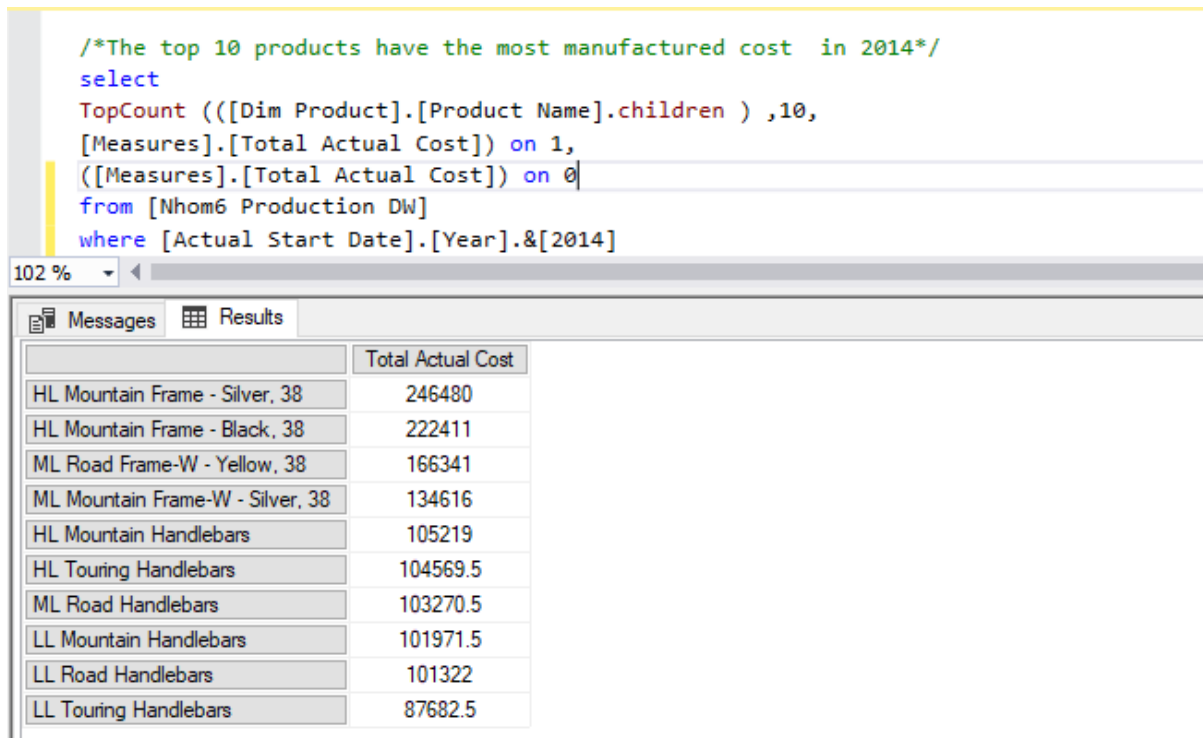 /*The top 10 products have the most manufactured cost  in 2014*/
select
TopCount (([Dim Product].[Product Name].children ) ,10,
[Measures].[Total Actual Cost]) on 1,
([Measures].[Total Actual Cost]) on 0
from [Nhom6 Production DW]
where [Actual Start Date].[Year].&[2014]
102 %
Messages Results
Total Actual Cost
HL Mountain Frame - Silver, 38 246480
HL Mountain Frame - Black, 38 222411
ML Road Frame-W - Yellow, 38 166341
ML Mountain Frame-W - Silver, 38 134616
HL Mountain Handlebars 105219
HL Touring Handlebars 104569.5
ML Road Handlebars 103270.5
LL Mountain Handlebars 101971.5
LL Road Handlebars 101322
LL Touring Handlebars 87682.5